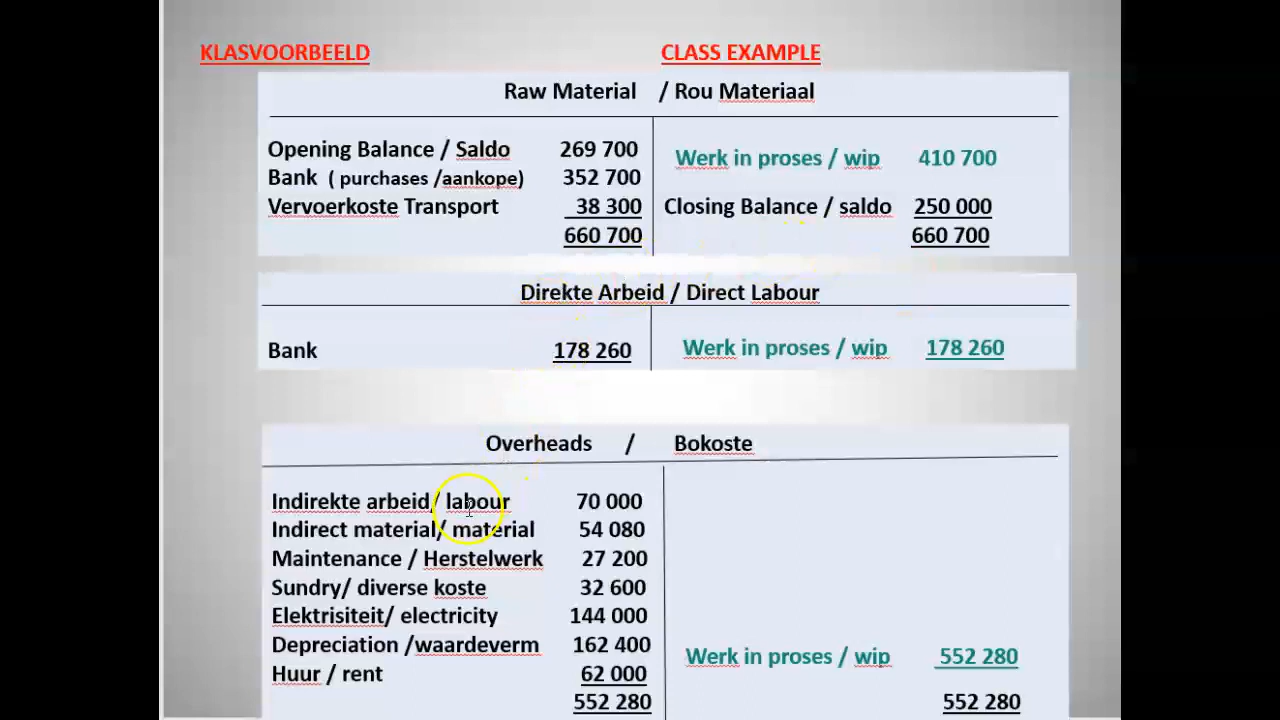 KLASVOORBEELD CLASS EXAMPLE
Raw Material / Rou Materiaal
Opening Balance / Saldo 269 700 Werk in proses / wip 410 700
Bank ( purchases /aankope) 352 700
Vervoerkoste Transport 38 300 Closing Balance / saldo 250 000
660 700 660 700
Direkte Arbeid / Direct Labour
Bank 178 260 Werk in proses / wip 178 260
Overheads / Bokoste
Indirekte arbeid/ labour 70 000
Indirect material/ material 54 080
Maintenance / Herstelwerk 27 200
Sundry/ diverse koste 32 600
Elektrisiteit/ electricity 144 000
Depreciation /waardeverm 162 400 Werk in proses / wip 552 280
Huur / rent 62 000
552 280 552 280